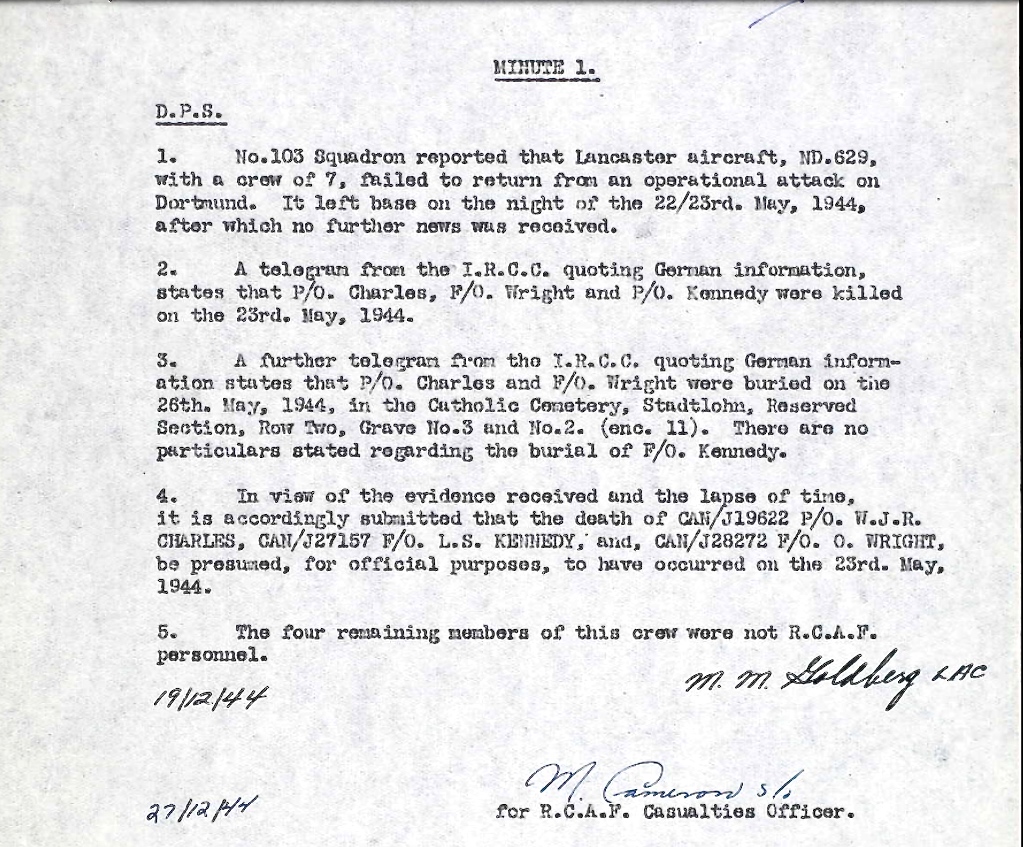 MINUTE 1.
D.P.S.
1. No.103 Squadron reported that Lancaster aircraft, ND.629,
with a crew of 7, failed to return from an operational attack on
Dortmund. It left base on the night of the 22/23rd. May, 1944,
after which no further news was received.
2. A telegram from the I.R.C.C. quoting German information,
states that P/O. Charles, F/O. Wright and P/O. Kennedy were killed
on the 23rd. May, 1944.
3. A further telegram from the I.R.C.C. quoting German inform-
ation states that P/O. Charles and F/O. Wright were buried on the
26th. May, 1944, in the Catholic Cemetery, Stadtlohn, Reserved
Section, Row Two, Grave No.3 and No.2. (enc. 11). There are no
particulars stated regarding the burial of F/O. Kennedy.
4. In view of the evidence received and the lapse of time,
it is accordingly submitted that the death of CAN/J19622 P/O. W.J.R.
CHARLES, CAN/J27157 F/O. L.S. KENNEDY, and, CAN/J28272 F/O. O. WRIGHT,
be presumed, for official purposes, to have occurred on the 23rd. May,
1944.
5. The four remaining members of this crew were not R.C.A.F.
personnel.
M. M. Goldberg LAC
19/12/44
M. Cameron S/O
for R.C.A.F. Casualties Officer.
27/12/44